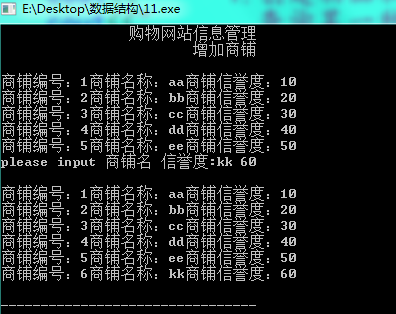 E:\Desktop\数据结构\11.exe
购物网站信息管理
增加商铺
商铺编号：1商铺名称：aa商铺信誉度：10
商铺编号：2商铺名称：bb商铺信誉度：20
商铺编号：3商铺名称：cc商铺信誉度：30
商铺编号：4商铺名称：dd商铺信誉度：40
商铺编号：5商铺名称：ee商铺信誉度：50
please input 商铺名 信誉度:kk 60
商铺编号：1商铺名称：aa商铺信誉度：10
商铺编号：2商铺名称：bb商铺信誉度：20
商铺编号：3商铺名称：cc商铺信誉度：30
商铺编号：4商铺名称：dd商铺信誉度：40
商铺编号：5商铺名称：ee商铺信誉度：50
商铺编号：6商铺名称：kk商铺信誉度：60
--------------------------------